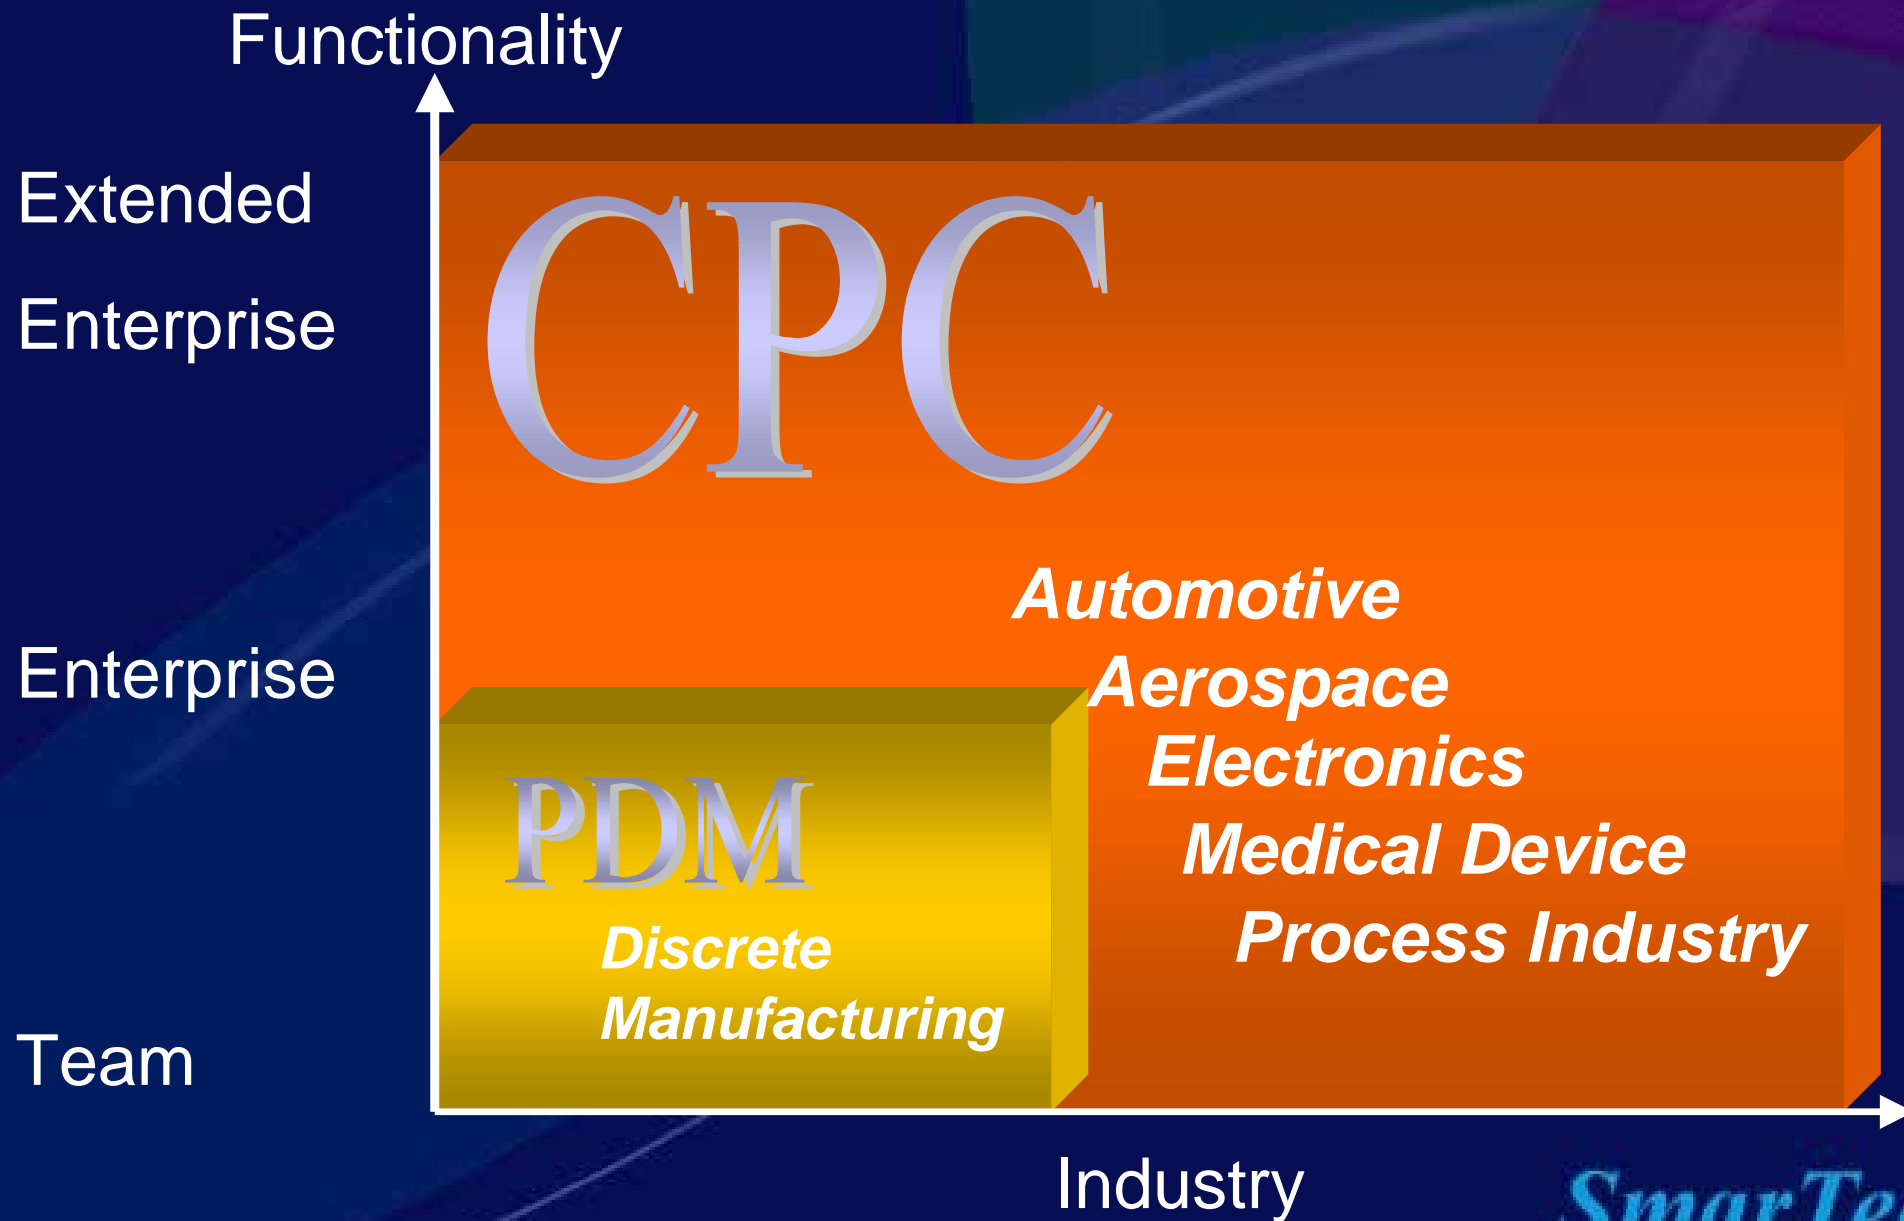 Functionality
Extended
Enterprise
CPC
Automotive
Enterprise
Aerospace
Electronics
PDM
Medical Device
Discrete
Process Industry
Manufacturing
Team
Industry